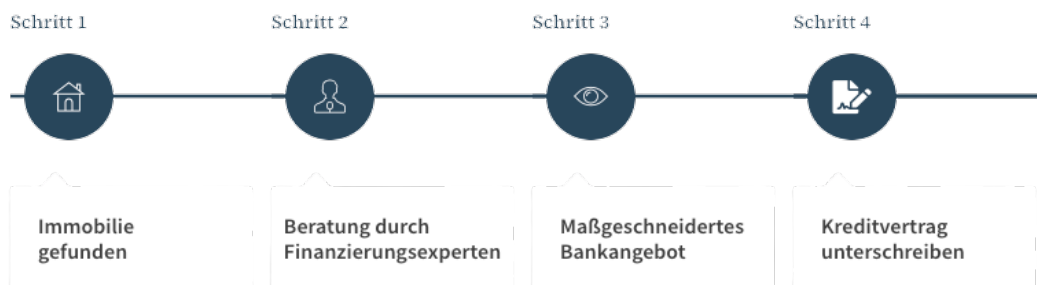 Schritt 1
Schritt 2
Schritt 3
Schritt 4
Immobilie
gefunden
Beratung durch
Finanzierungsexperten
Maßgeschneidertes
Bankangebot
Kreditvertrag
unterschreiben